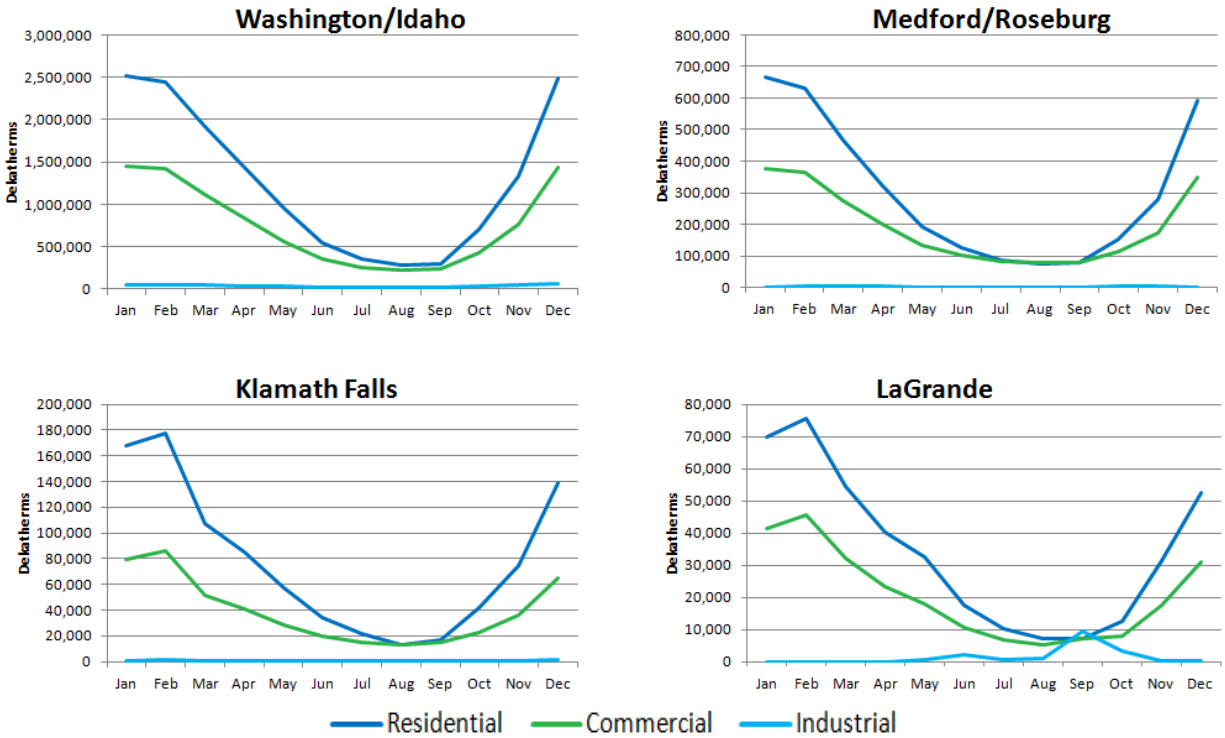 Washington/Idaho
Dekatherms
3,000,000
2,500,000
2,000,000
1,500,000
1,000,000
500,000
0
Jan Feb Mar Apr May Jun Jul Aug Sep Oct Nov Dec
Medford/Roseburg
Dekatherms
800,000
700,000
600,000
500,000
400,000
300,000
200,000
100,000
0
Jan Feb Mar Apr May Jun Jul Aug Sep Oct Nov Dec
Klamath Falls
Dekatherms
200,000
180,000
160,000
140,000
120,000
100,000
80,000
60,000
40,000
20,000
0
Jan Feb Mar Apr May Jun Jul Aug Sep Oct Nov Dec
LaGrande
Dekatherms
80,000
70,000
60,000
50,000
40,000
30,000
20,000
10,000
0
Jan Feb Mar Apr May Jun Jul Aug Sep Oct Nov Dec
Residential Commercial Industrial